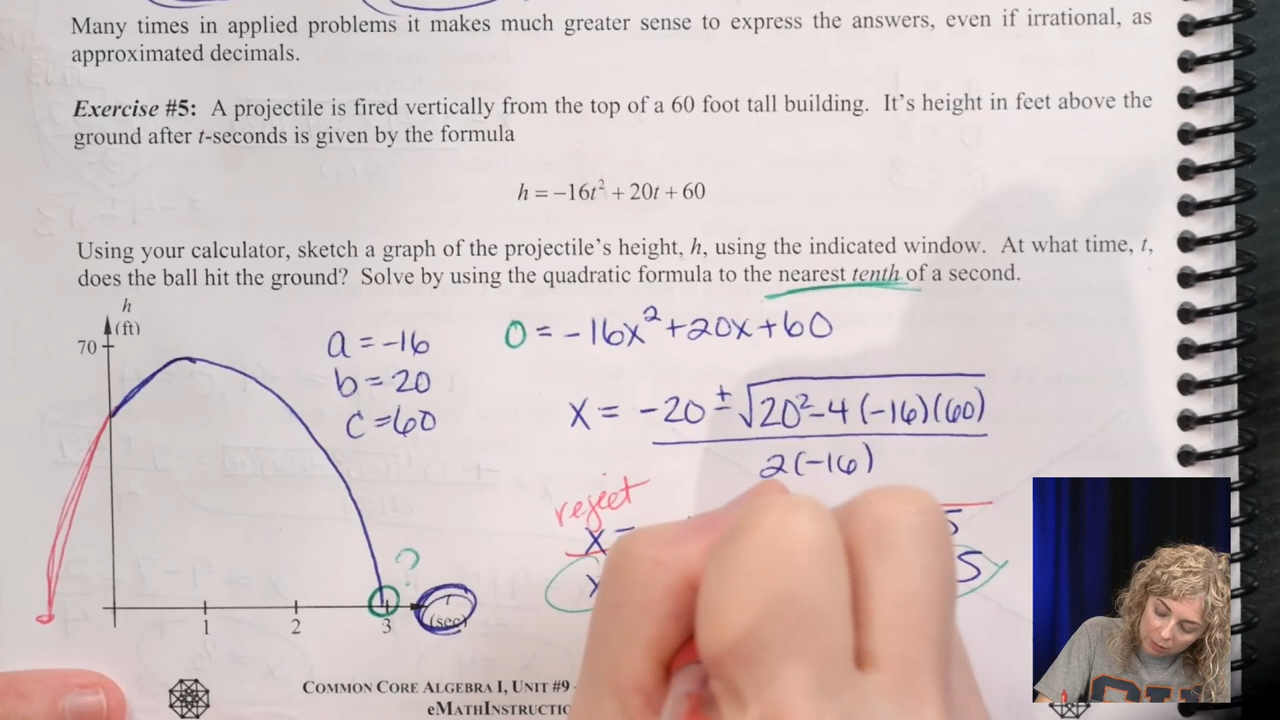 Many times in applied problems it makes much greater sense to express the answers, even if irrational, as
approximated decimals.
Exercise #5: A projectile is fired vertically from the top of a 60 foot tall building. It's height in feet above the
ground after t-seconds is given by the formula
h = −16t² + 20t + 60
Using your calculator, sketch a graph of the projectile's height, h, using the indicated window. At what time, t,
does the ball hit the ground? Solve by using the quadratic formula to the nearest tenth of a second.
h
(ft)
70
a = -16
b = 20
c = 60
0 = -16x² + 20x + 60
x = -20 ± √20² - 4(-16)(60)
2(-16)
reject
x =
5
x
5
?
1
2
3
(sec)
COMMON CORE ALGEBRA I, UNIT #9